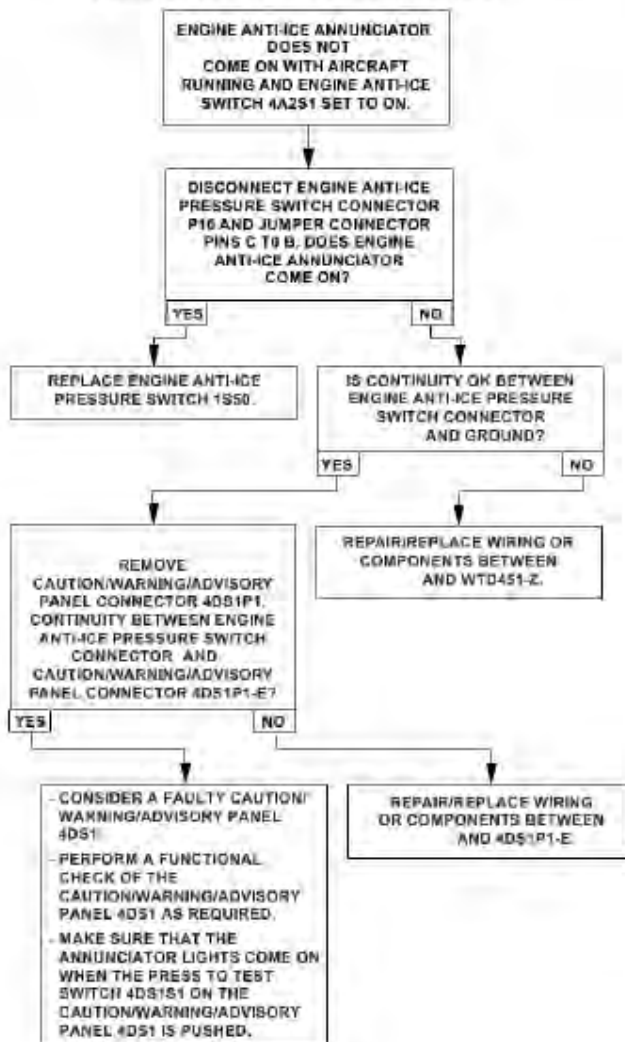 ENGINE ANTI-ICE ANNUNCIATOR
DOES NOT
COME ON WITH AIRCRAFT
RUNNING AND ENGINE ANTI-ICE
SWITCH 4A2S1 SET TO ON.
DISCONNECT ENGINE ANTI-ICE
PRESSURE SWITCH CONNECTOR
P16 AND JUMPER CONNECTOR
PINS C TO B. DOES ENGINE
ANTI-ICE ANNUNCIATOR
COME ON?
YES
NO
REPLACE ENGINE ANTI-ICE
PRESSURE SWITCH 1S50.
IS CONTINUITY OK BETWEEN
ENGINE ANTI-ICE PRESSURE
SWITCH CONNECTOR
AND GROUND?
YES
NO
REMOVE
CAUTION/WARNING/ADVISORY
PANEL CONNECTOR 4DS1P1.
CONTINUITY BETWEEN ENGINE
ANTI-ICE PRESSURE SWITCH
CONNECTOR AND
CAUTION/WARNING/ADVISORY
PANEL CONNECTOR 4DS1P1-E?
REPAIR/REPLACE WIRING OR
COMPONENTS BETWEEN
AND WTD451-Z.
YES
NO
- CONSIDER A FAULTY CAUTION/
WARNING/ADVISORY PANEL
4DS1.
- PERFORM A FUNCTIONAL
CHECK OF THE
CAUTION/WARNING/ADVISORY
PANEL 4DS1 AS REQUIRED.
- MAKE SURE THAT THE
ANNUNCIATOR LIGHTS COME ON
WHEN THE PRESS TO TEST
SWITCH 4DS1S1 ON THE
CAUTION/WARNING/ADVISORY
PANEL 4DS1 IS PUSHED.
REPAIR/REPLACE WIRING
OR COMPONENTS BETWEEN
AND 4DS1P1-E.